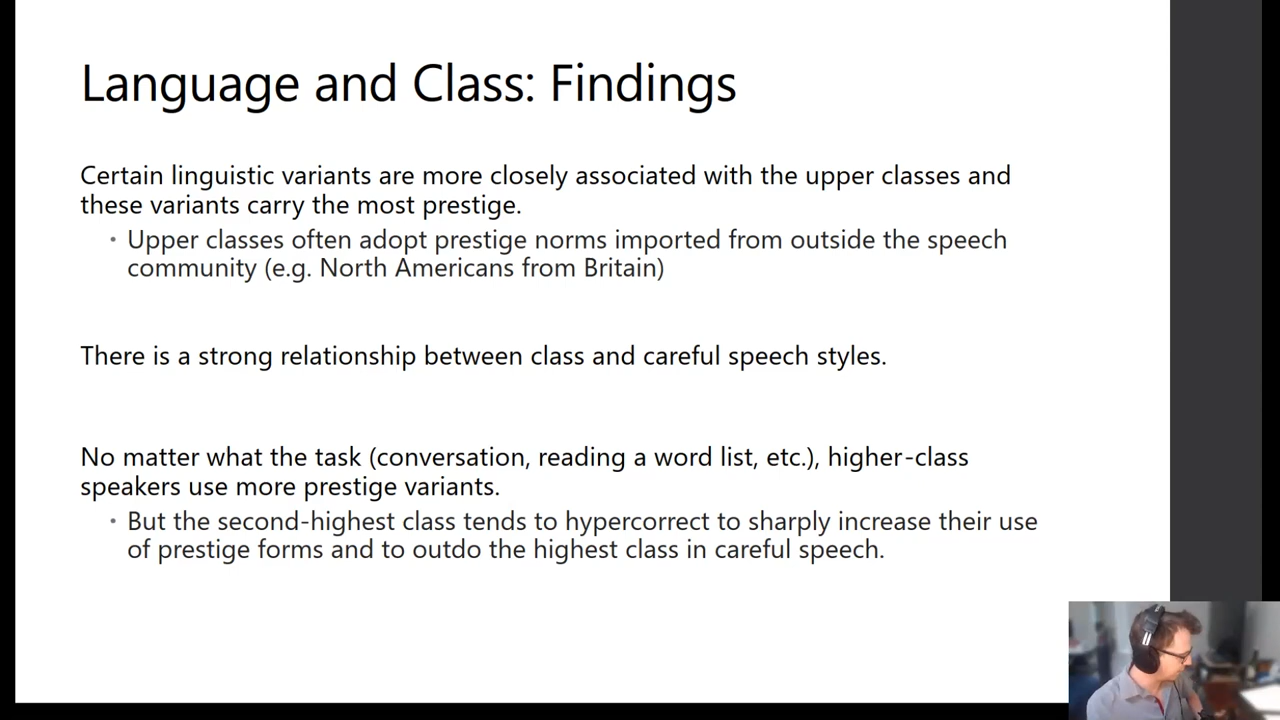 Language and Class: Findings
Certain linguistic variants are more closely associated with the upper classes and
these variants carry the most prestige.
• Upper classes often adopt prestige norms imported from outside the speech
community (e.g. North Americans from Britain)
There is a strong relationship between class and careful speech styles.
No matter what the task (conversation, reading a word list, etc.), higher-class
speakers use more prestige variants.
• But the second-highest class tends to hypercorrect to sharply increase their use
of prestige forms and to outdo the highest class in careful speech.